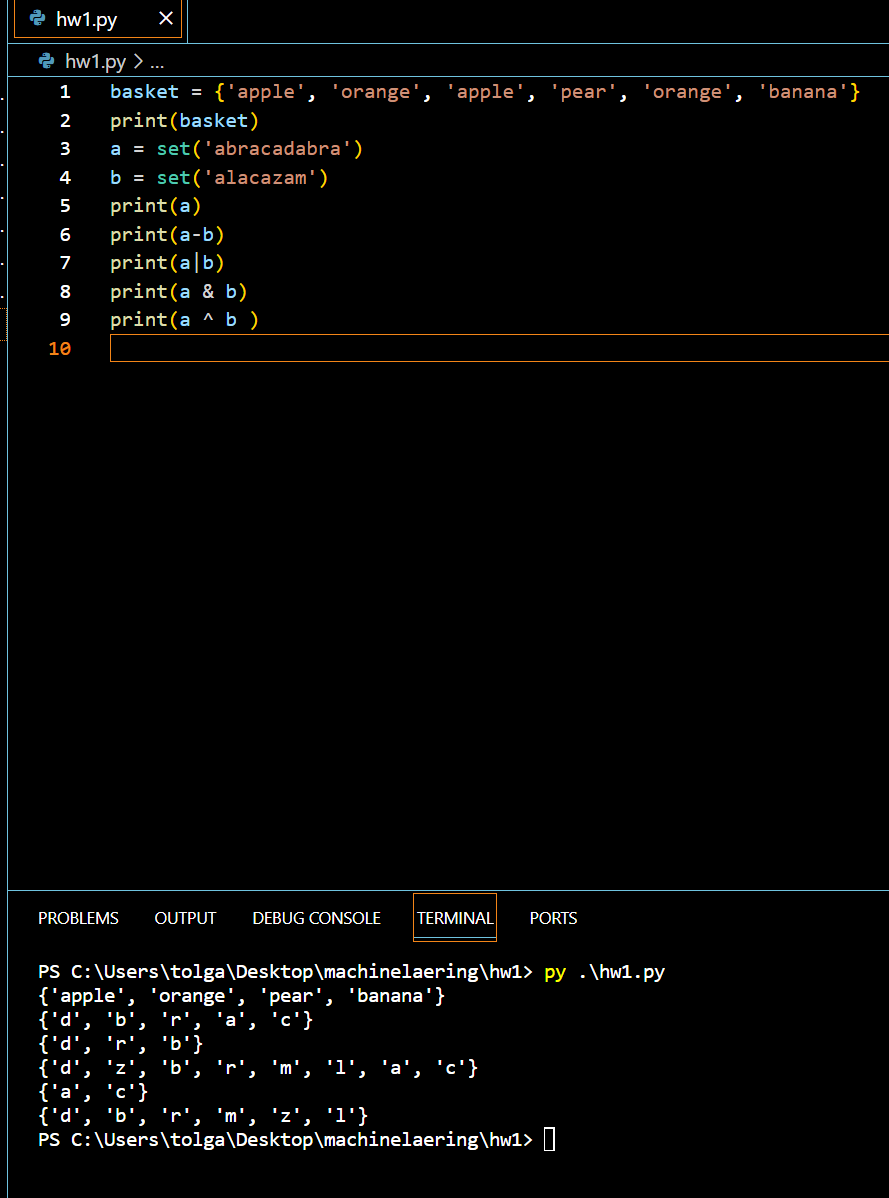 hw1.py
hw1.py > ...
1 basket = {'apple', 'orange', 'apple', 'pear', 'orange', 'banana'}
2 print(basket)
3 a = set('abracadabra')
4 b = set('alacazam')
5 print(a)
6 print(a-b)
7 print(a|b)
8 print(a & b)
9 print(a ^ b )
10
PROBLEMS OUTPUT DEBUG CONSOLE TERMINAL PORTS
PS C:\Users\tolga\Desktop\machinelaering\hw1> py .\hw1.py
{'apple', 'orange', 'pear', 'banana'}
{'d', 'b', 'r', 'a', 'c'}
{'d', 'r', 'b'}
{'d', 'z', 'b', 'r', 'm', 'l', 'a', 'c'}
{'a', 'c'}
{'d', 'b', 'r', 'm', 'z', 'l'}
PS C:\Users\tolga\Desktop\machinelaering\hw1>